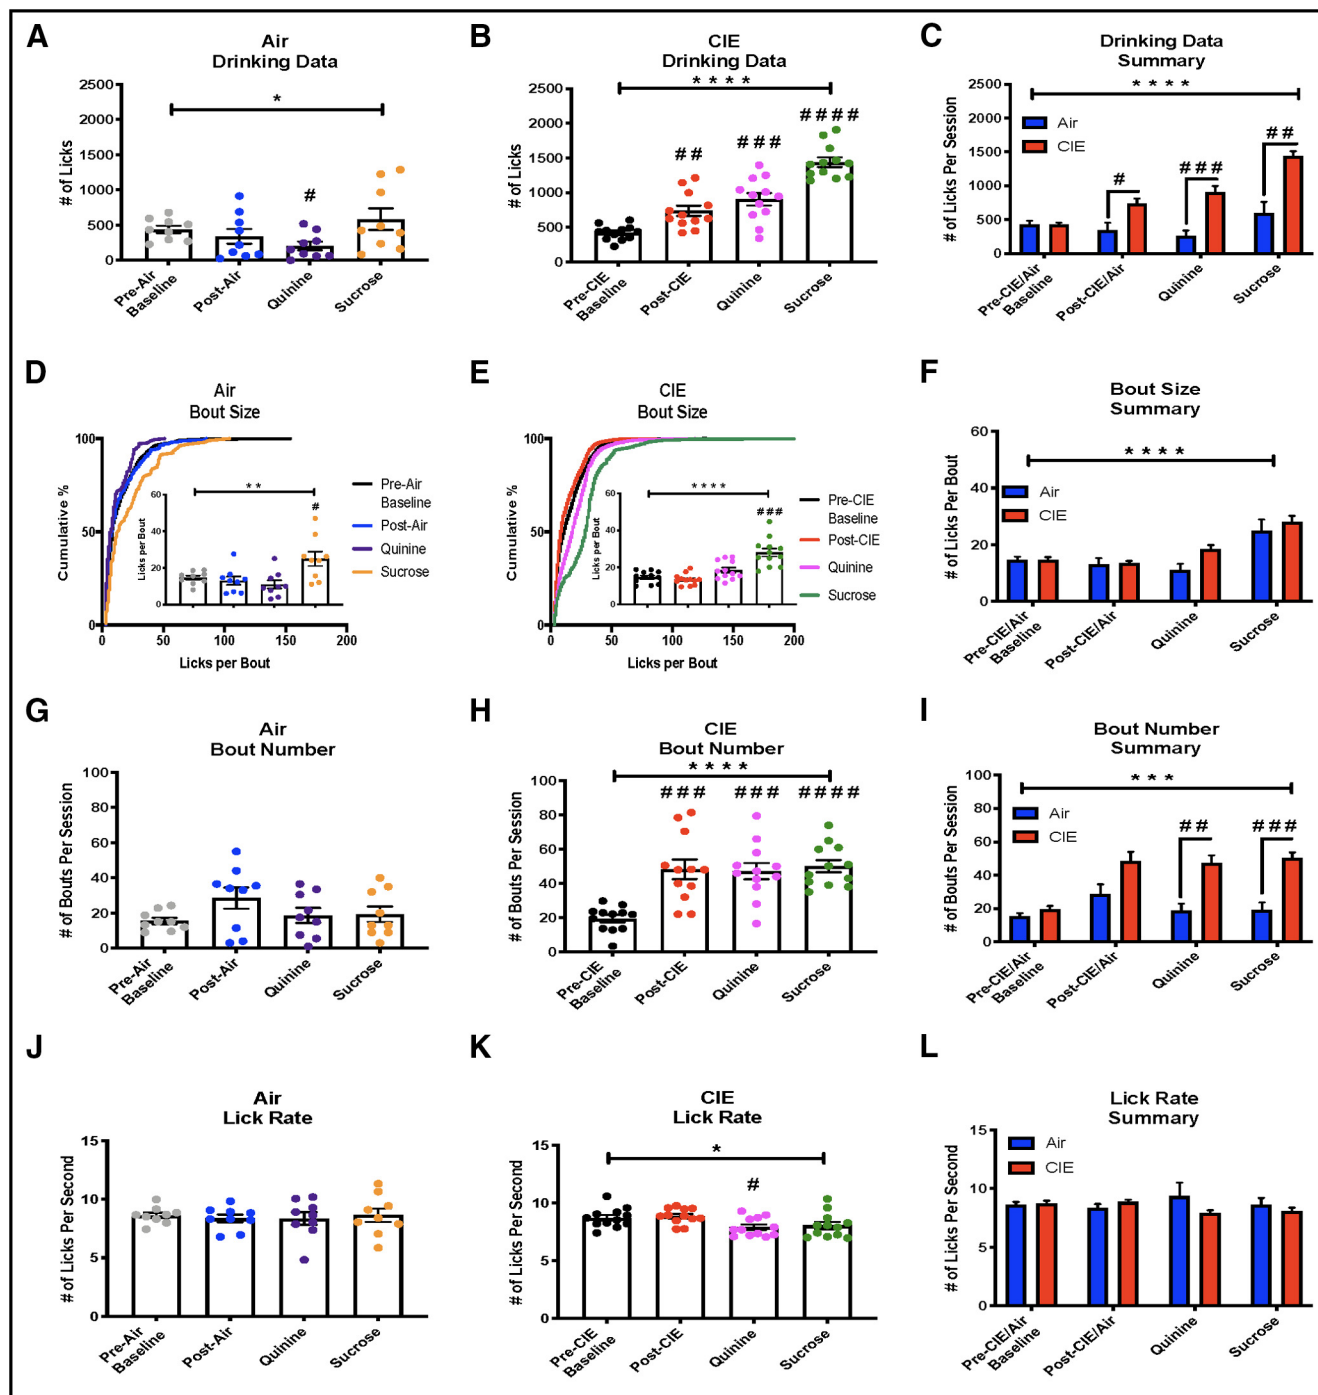 A
Air
Drinking Data
*
# of Licks
2500
2000
1500
1000
500
0
#
Pre-Air
Baseline
Post-Air
Quinine
Sucrose
B
CIE
Drinking Data
* * * *
# of Licks
2500
2000
1500
1000
500
0
# #
# # #
# # # #
Pre-CIE
Baseline
Post-CIE
Quinine
Sucrose
C
Drinking Data
Summary
* * * *
# of Licks Per Session
2500
2000
1500
1000
500
0
Air
CIE
#
# # #
# #
Pre-CIE/Air
Baseline
Post-CIE/Air
Quinine
Sucrose
D
Air
Bout Size
Cumulative %
100
50
0
0 50 100 150 200
Licks per Bout
Licks per Bout
60
40
20
0
* *
#
Pre-Air
Baseline
Post-Air
Quinine
Sucrose
E
CIE
Bout Size
Cumulative %
100
50
0
0 50 100 150 200
Licks per Bout
Licks per Bout
60
40
20
0
* * * *
# # #
Pre-CIE
Baseline
Post-CIE
Quinine
Sucrose
F
Bout Size
Summary
* * * *
# of Licks Per Bout
60
40
20
0
Air
CIE
Pre-CIE/Air
Baseline
Post-CIE/Air
Quinine
Sucrose
G
Air
Bout Number
# of Bouts Per Session
100
80
60
40
20
0
Pre-Air
Baseline
Post-Air
Quinine
Sucrose
H
CIE
Bout Number
* * * *
# of Bouts Per Session
100
80
60
40
20
0
# # #
# # #
# # # #
Pre-CIE
Baseline
Post-CIE
Quinine
Sucrose
I
Bout Number
Summary
* * *
# of Bouts Per Session
100
80
60
40
20
0
Air
CIE
# #
# # #
Pre-CIE/Air
Baseline
Post-CIE/Air
Quinine
Sucrose
J
Air
Lick Rate
# of Licks Per Second
15
10
5
0
Pre-Air
Baseline
Post-Air
Quinine
Sucrose
K
CIE
Lick Rate
*
# of Licks Per Second
15
10
5
0
#
Pre-CIE
Baseline
Post-CIE
Quinine
Sucrose
L
Lick Rate
Summary
# of Licks Per Second
15
10
5
0
Air
CIE
Pre-CIE/Air
Baseline
Post-CIE/Air
Quinine
Sucrose